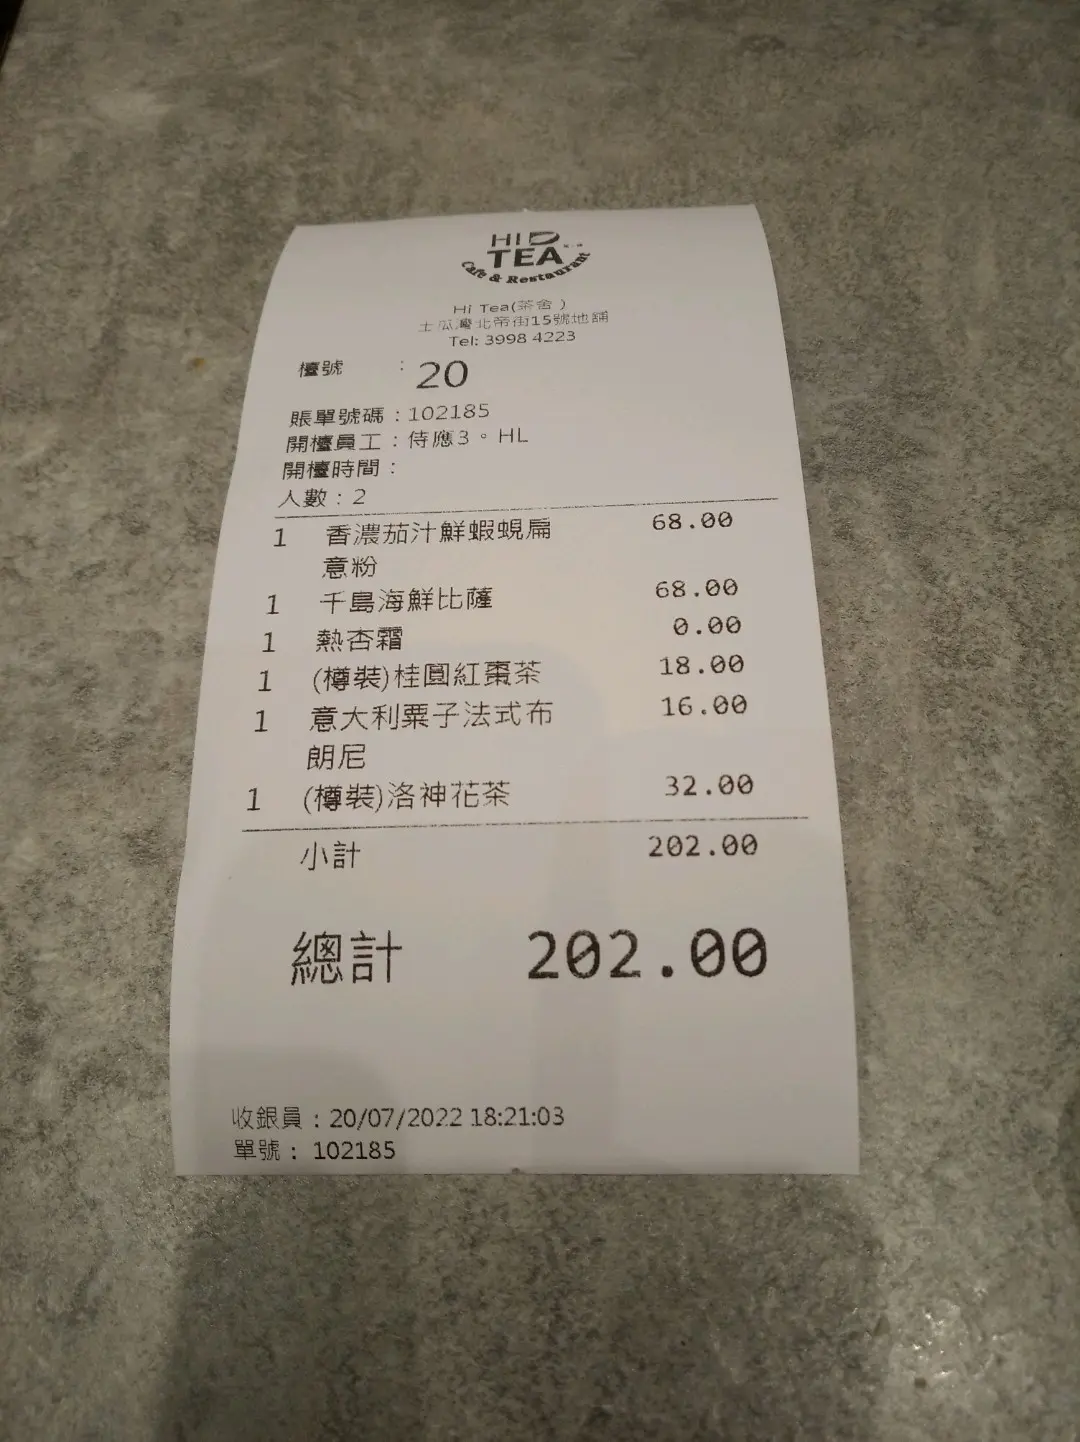 HI
TEA
Cafe & Restaurant
Hi Tea(茶舍)
土瓜灣北帝街15號地舖
Tel: 3998 4223
檯號 : 20
賬單號碼 : 102185
開檯員工 : 侍應3。HL
開檯時間 :
人數 : 2
1 香濃茄汁鮮蝦蜆扁 68.00
意粉
1 千島海鮮比薩 68.00
1 熱杏霜 0.00
1 (樽裝)桂圓紅棗茶 18.00
1 意大利粟子法式布 16.00
朗尼
1 (樽裝)洛神花茶 32.00
小計 202.00
總計 202.00
收銀員 : 20/07/2022 18:21:03
單號 : 102185